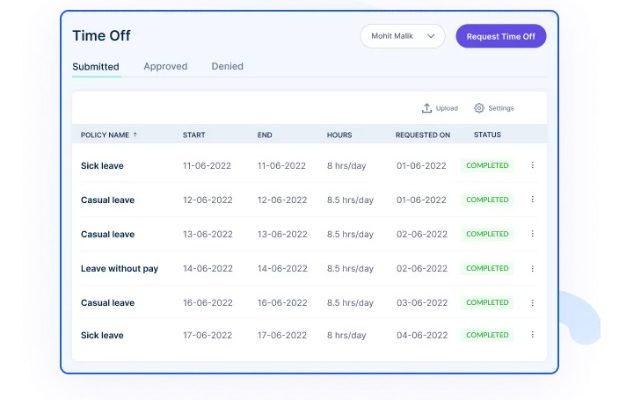 Time Off
Mohit Malik
Request Time Off
Submitted Approved Denied
Upload Settings
POLICY NAME ↑ START END HOURS REQUESTED ON STATUS
Sick leave 11-06-2022 11-06-2022 8 hrs/day 01-06-2022 COMPLETED
Casual leave 12-06-2022 12-06-2022 8.5 hrs/day 01-06-2022 COMPLETED
Casual leave 13-06-2022 13-06-2022 8.5 hrs/day 02-06-2022 COMPLETED
Leave without pay 14-06-2022 14-06-2022 8.5 hrs/day 02-06-2022 COMPLETED
Casual leave 16-06-2022 16-06-2022 8.5 hrs/day 03-06-2022 COMPLETED
Sick leave 17-06-2022 17-06-2022 8 hrs/day 04-06-2022 COMPLETED